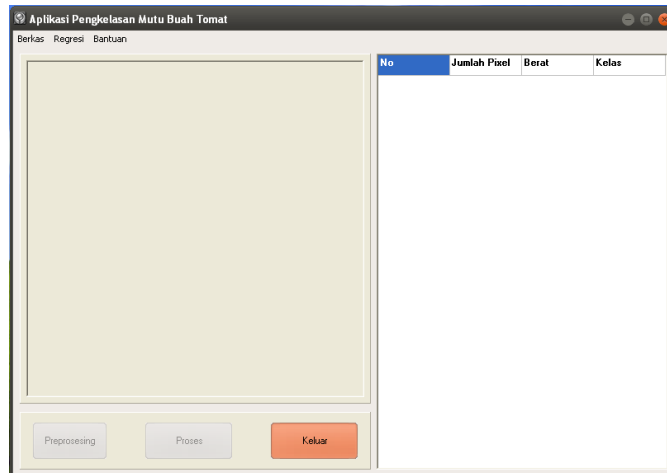 Aplikasi Pengkelasan Mutu Buah Tomat
Berkas Regresi Bantuan
No Jumlah Pixel Berat Kelas
Preprosesing Proses Keluar